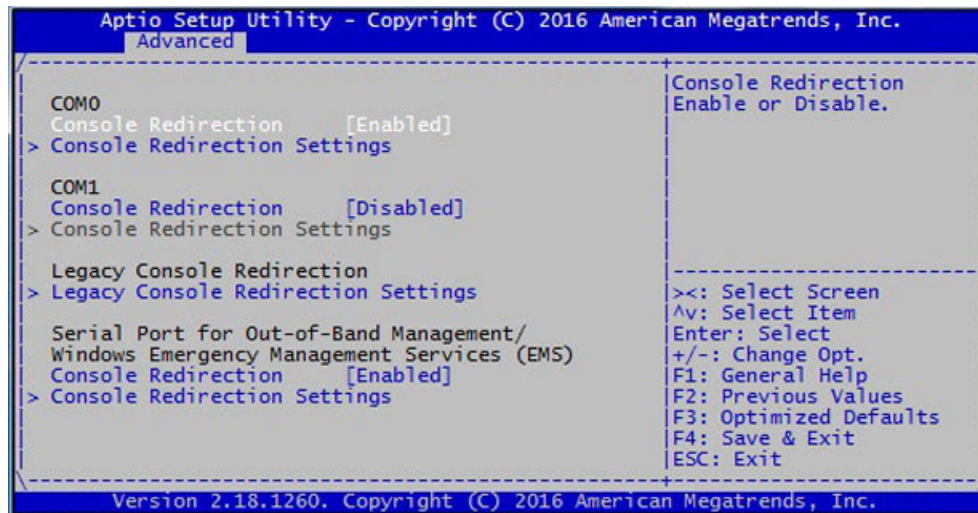 Aptio Setup Utility - Copyright (C) 2016 American Megatrends, Inc.
Advanced
COM0
Console Redirection [Enabled]
> Console Redirection Settings
COM1
Console Redirection [Disabled]
> Console Redirection Settings
Legacy Console Redirection
> Legacy Console Redirection Settings
Serial Port for Out-of-Band Management/
Windows Emergency Management Services (EMS)
Console Redirection [Enabled]
> Console Redirection Settings
Console Redirection
Enable or Disable.
><: Select Screen
^v: Select Item
Enter: Select
+/-: Change Opt.
F1: General Help
F2: Previous Values
F3: Optimized Defaults
F4: Save & Exit
ESC: Exit
Version 2.18.1260. Copyright (C) 2016 American Megatrends, Inc.